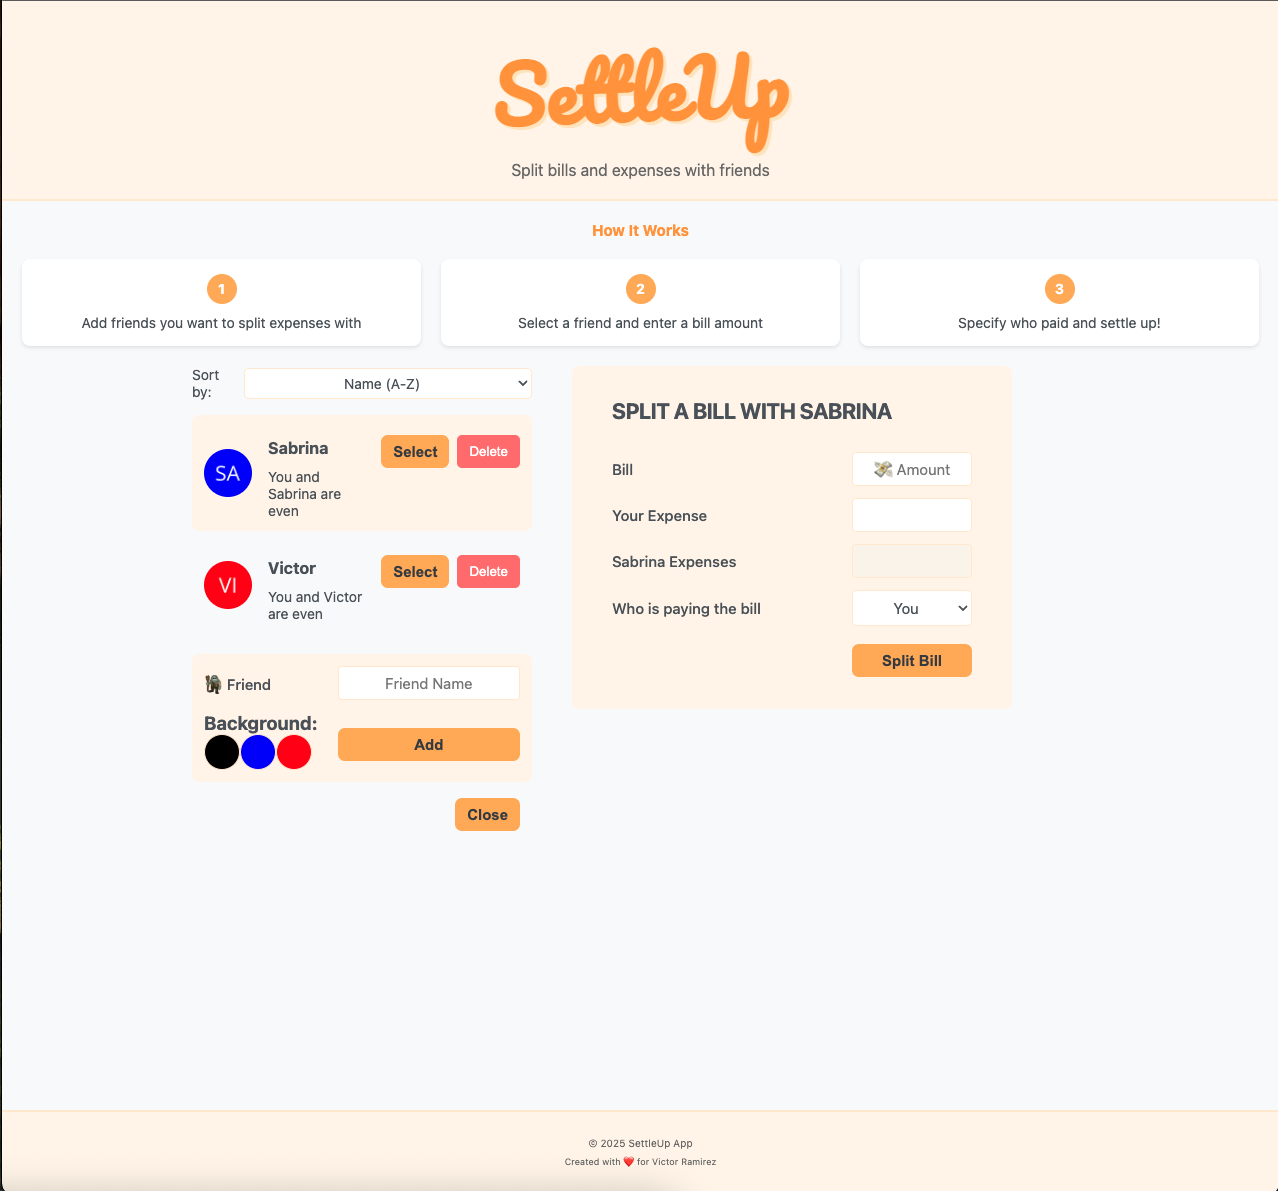 SettleUp
Split bills and expenses with friends
How It Works
1
Add friends you want to split expenses with
2
Select a friend and enter a bill amount
3
Specify who paid and settle up!
Sort
by:
Name (A-Z)
SA
Sabrina
You and
Sabrina are
even
Select
Delete
VI
Victor
You and Victor
are even
Select
Delete
🧌 Friend
Friend Name
Background:
Add
Close
SPLIT A BILL WITH SABRINA
Bill
💸 Amount
Your Expense
Sabrina Expenses
Who is paying the bill
You
Split Bill
© 2025 SettleUp App
Created with ❤️ for Victor Ramirez